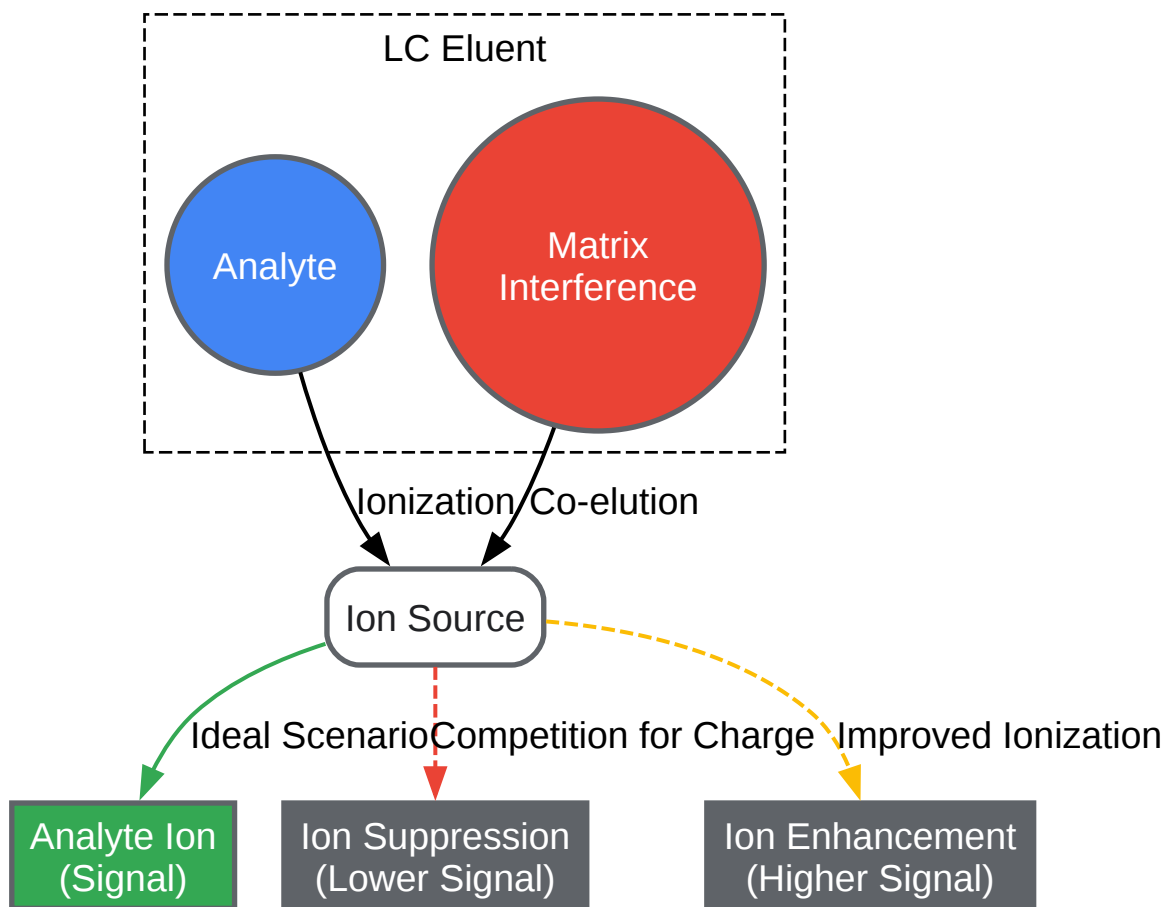 LC Eluent
Analyte
Matrix
Interference
Ionization
Co-elution
Ion Source
Ideal Scenario
Competition for Charge
Improved Ionization
Analyte Ion
(Signal)
Ion Suppression
(Lower Signal)
Ion Enhancement
(Higher Signal)